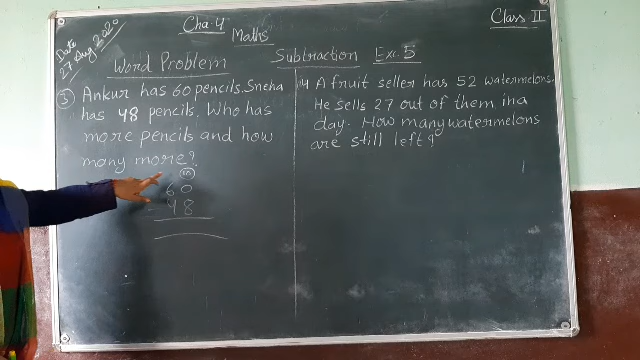 Date
27 Aug 2020
Cha. 4
Maths
Class II
Word Problem
Subtraction Exe. 5
3 Ankur has 60 pencils. Sneha
has 48 pencils. Who has
more pencils and how
many more?
10
60
- 48
4 A fruit seller has 52 watermelons.
He sells 27 out of them in a
day. How many watermelons
are still left?